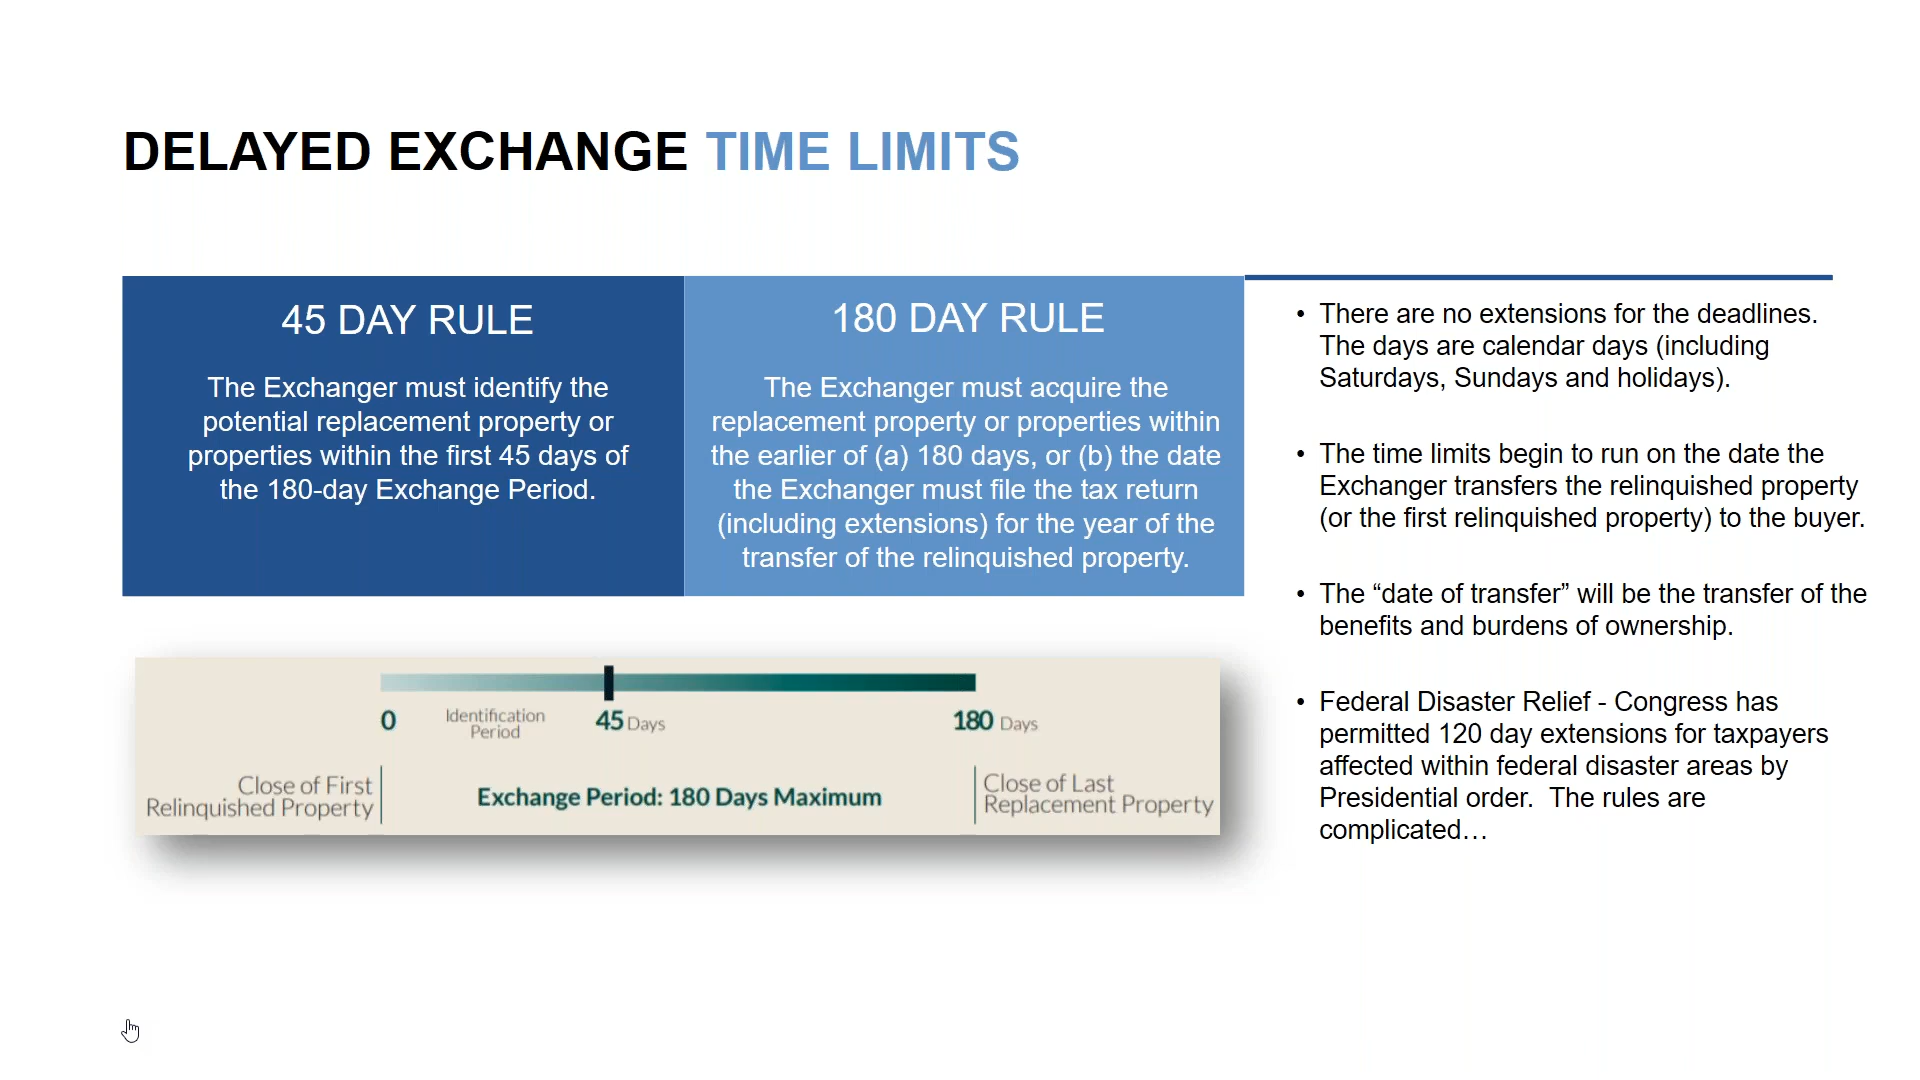 DELAYED EXCHANGE TIME LIMITS
45 DAY RULE
The Exchanger must identify the
potential replacement property or
properties within the first 45 days of
the 180-day Exchange Period.
180 DAY RULE
The Exchanger must acquire the
replacement property or properties within
the earlier of (a) 180 days, or (b) the date
the Exchanger must file the tax return
(including extensions) for the year of the
transfer of the relinquished property.
• There are no extensions for the deadlines.
The days are calendar days (including
Saturdays, Sundays and holidays).
• The time limits begin to run on the date the
Exchanger transfers the relinquished property
(or the first relinquished property) to the buyer.
• The “date of transfer” will be the transfer of the
benefits and burdens of ownership.
• Federal Disaster Relief - Congress has
permitted 120 day extensions for taxpayers
affected within federal disaster areas by
Presidential order.  The rules are
complicated…
0
Identification
Period
45 Days
180 Days
Close of First
Relinquished Property
Exchange Period: 180 Days Maximum
Close of Last
Replacement Property